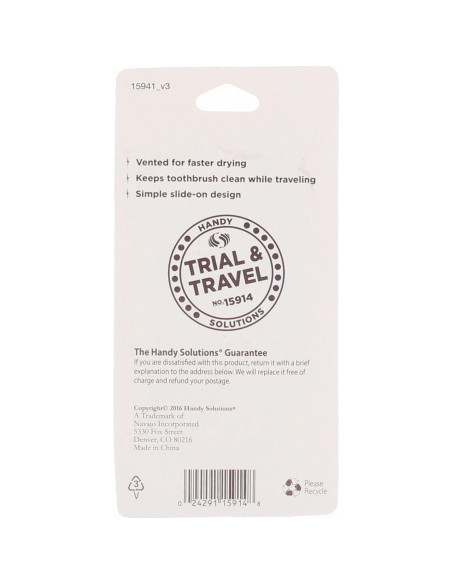 15941_v3
Vented for faster drying
Keeps toothbrush clean while traveling
Simple slide-on design
HANDY
TRIAL &
TRAVEL
NO. 15914
SOLUTIONS
The Handy Solutions® Guarantee
If you are dissatisfied with this product, return it with a brief
explanation to the address below. We will replace it free of
charge and refund your postage.
Copyright© 2016 Handy Solutions®
A Trademark of
Navajo Incorporated
5330 Fox Street
Denver, CO 80216
Made in China
3
V
0 24291 15914 8
Please
Recycle